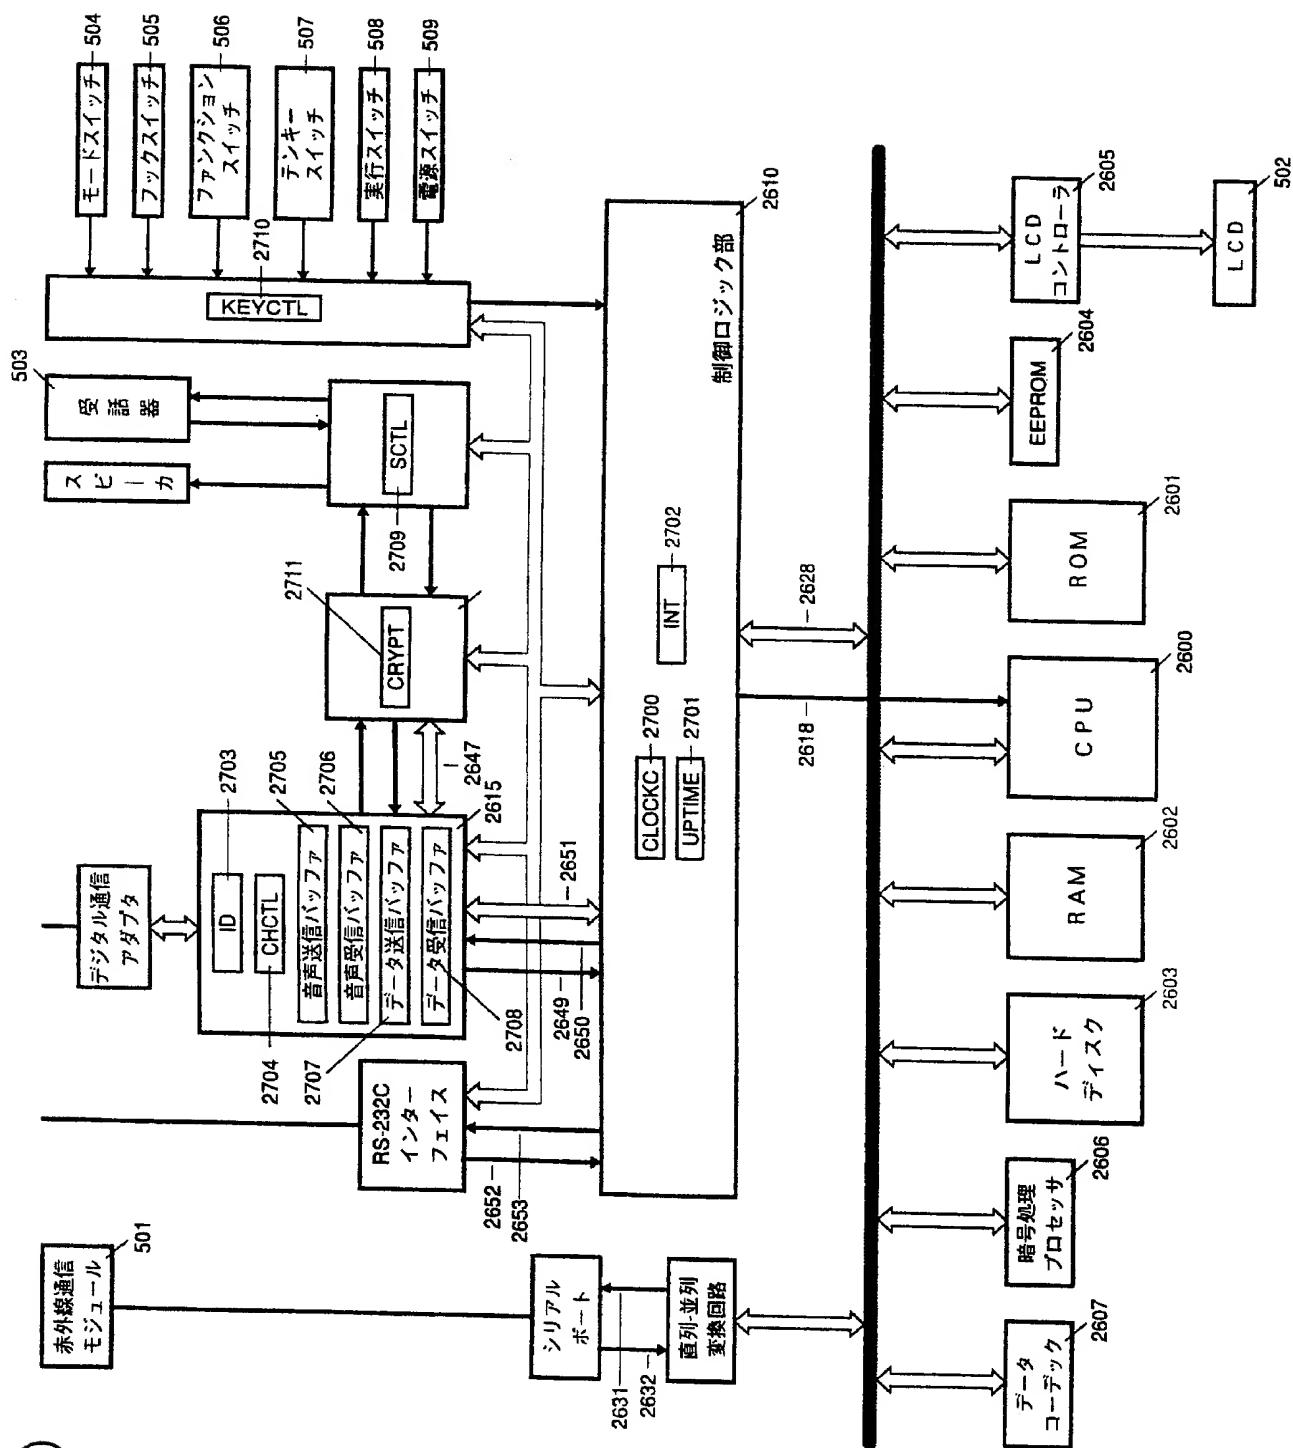 504
モードスイッチ
505
フックスイッチ
506
ファンクション
スイッチ
507
テンキー
スイッチ
508
実行スイッチ
509
電源スイッチ
2710
KEYCTL
503
受話器
スピーカ
SCTL
2709
2711
CRYPT
デジタル通信
アダプタ
ID
2703
CHCTL
2704
2705
音声送信バッファ
2706
音声受信バッファ
データ送信バッファ
2707
データ受信バッファ
2708
2647
2615
2651
2649
2650
RS-232C
インター
フェイス
2652
2653
赤外線通信
モジュール
501
シリアル
ポート
2631
2632
直列-並列
変換回路
制御ロジック部
2610
INT
2702
CLOCKC
2700
UPTIME
2701
2628
2618
LCD
コントローラ
2605
LCD
502
EEPROM
2604
ROM
2601
CPU
2600
RAM
2602
ハード
ディスク
2603
暗号処理
プロセッサ
2606
データ
コーデック
2607